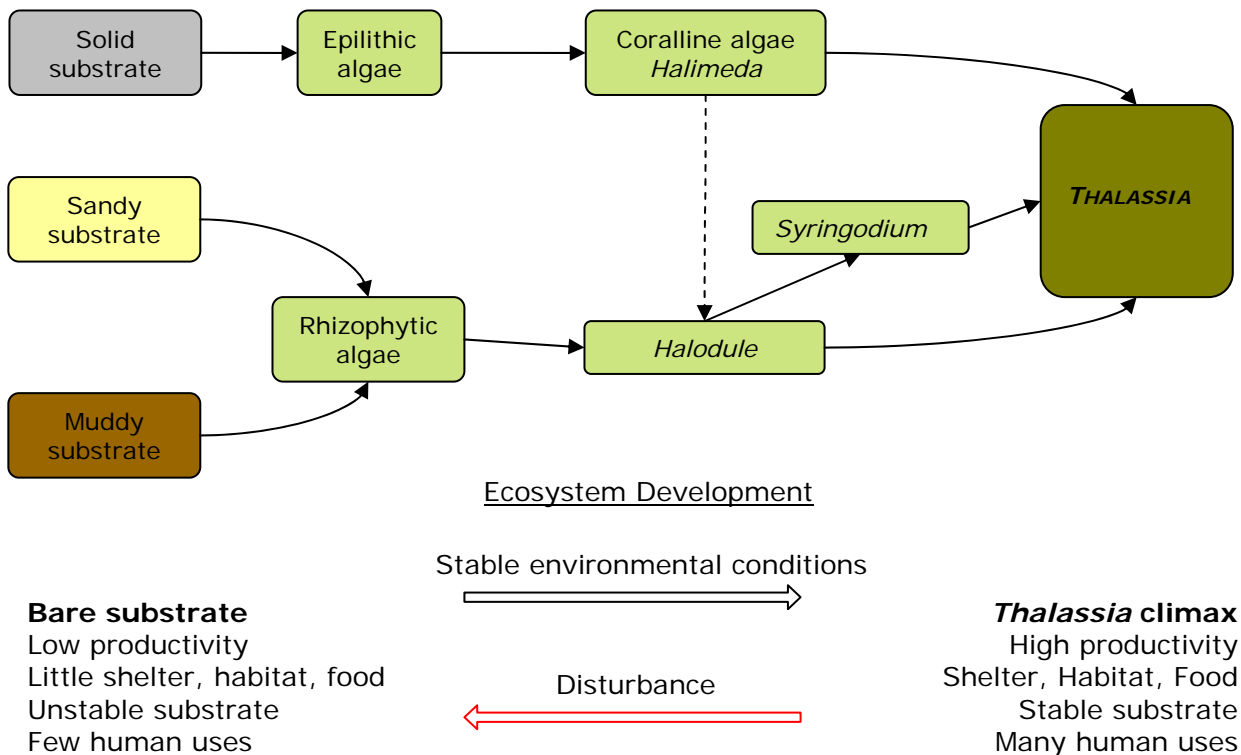 Solid
substrate
Epilithic
algae
Coralline algae
Halimeda
Sandy
substrate
THALASSIA
Syringodium
Rhizophytic
algae
Halodule
Muddy
substrate
Ecosystem Development
Stable environmental conditions
Bare substrate
Low productivity
Little shelter, habitat, food
Unstable substrate
Few human uses
Disturbance
Thalassia climax
High productivity
Shelter, Habitat, Food
Stable substrate
Many human uses